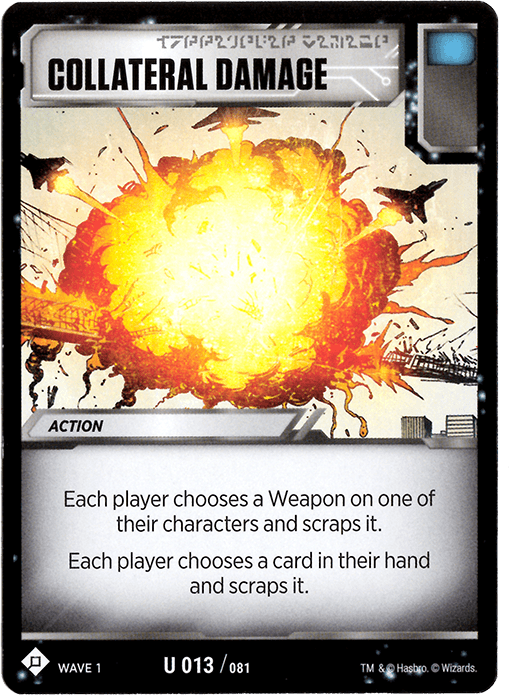 COLLATERAL DAMAGE
ACTION
Each player chooses a Weapon on one of
their characters and scraps it.
Each player chooses a card in their hand
and scraps it.
WAVE 1
U 013 / 081
TM & © Hasbro. © Wizards.